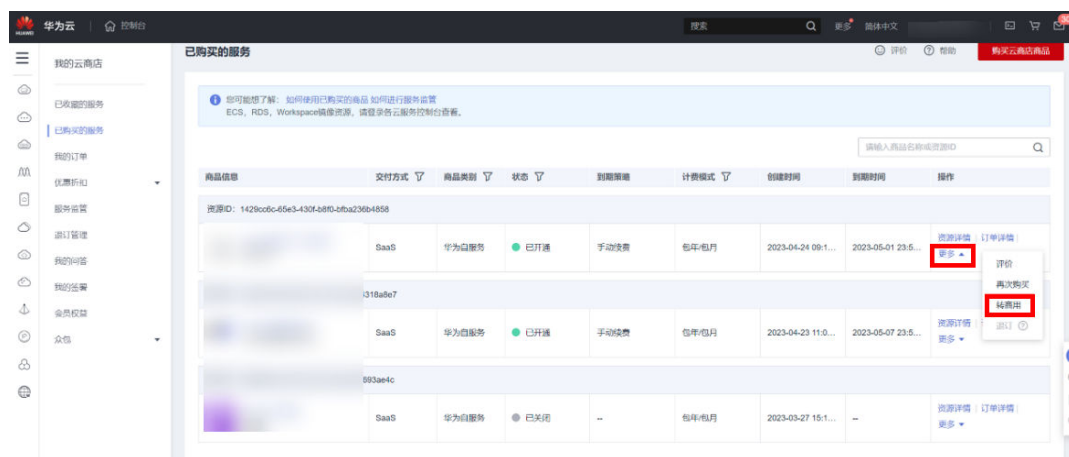 HUAWEI 华为云 控制台 搜索 更多 简体中文
我的云商店
已收藏的服务
已购买的服务
我的订单
优惠折扣
服务监管
退订管理
我的问答
我的签署
会员权益
众包
已购买的服务 评价 帮助 购买云商店商品
您可能想了解： 如何使用已购买的商品 如何进行服务监管
ECS、RDS、Workspace镜像资源，请登录各云服务控制台查看。
请输入商品名称或资源ID
商品信息 交付方式 商品类别 状态 到期策略 计费模式 创建时间 到期时间 操作
资源ID：1429cc6c-65e3-430f-b8f0-bfba236b4858
SaaS 华为自服务 已开通 手动续费 包年/包月 2023-04-24 09:1... 2023-05-01 23:5... 资源详情 订单详情
更多
评价
再次购买
转商用
退订
318a8e7
SaaS 华为自服务 已开通 手动续费 包年/包月 2023-04-23 11:0... 2023-05-07 23:5... 资源详情
更多
693ae4c
SaaS 华为自服务 已关闭 -- 包年/包月 2023-03-27 15:1... -- 资源详情 订单详情
更多